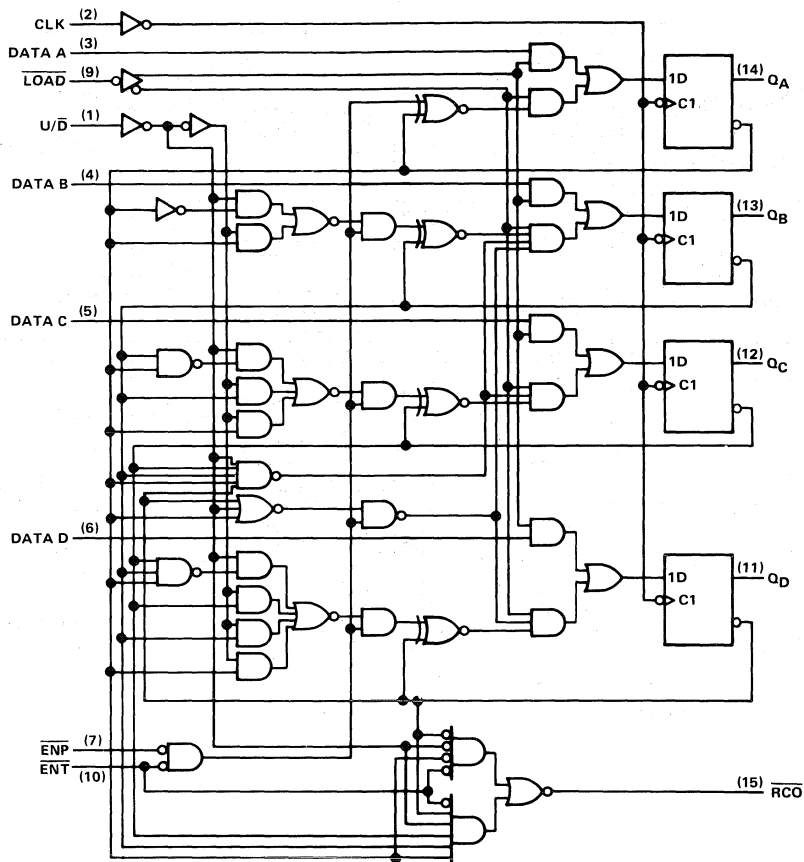 CLK (2)
DATA A (3)
LOAD (9)
U/D (1)
1D
C1
(14) QA
DATA B (4)
1D
C1
(13) QB
DATA C (5)
1D
C1
(12) QC
DATA D (6)
1D
C1
(11) QD
ENP (7)
ENT (10)
(15) RCO